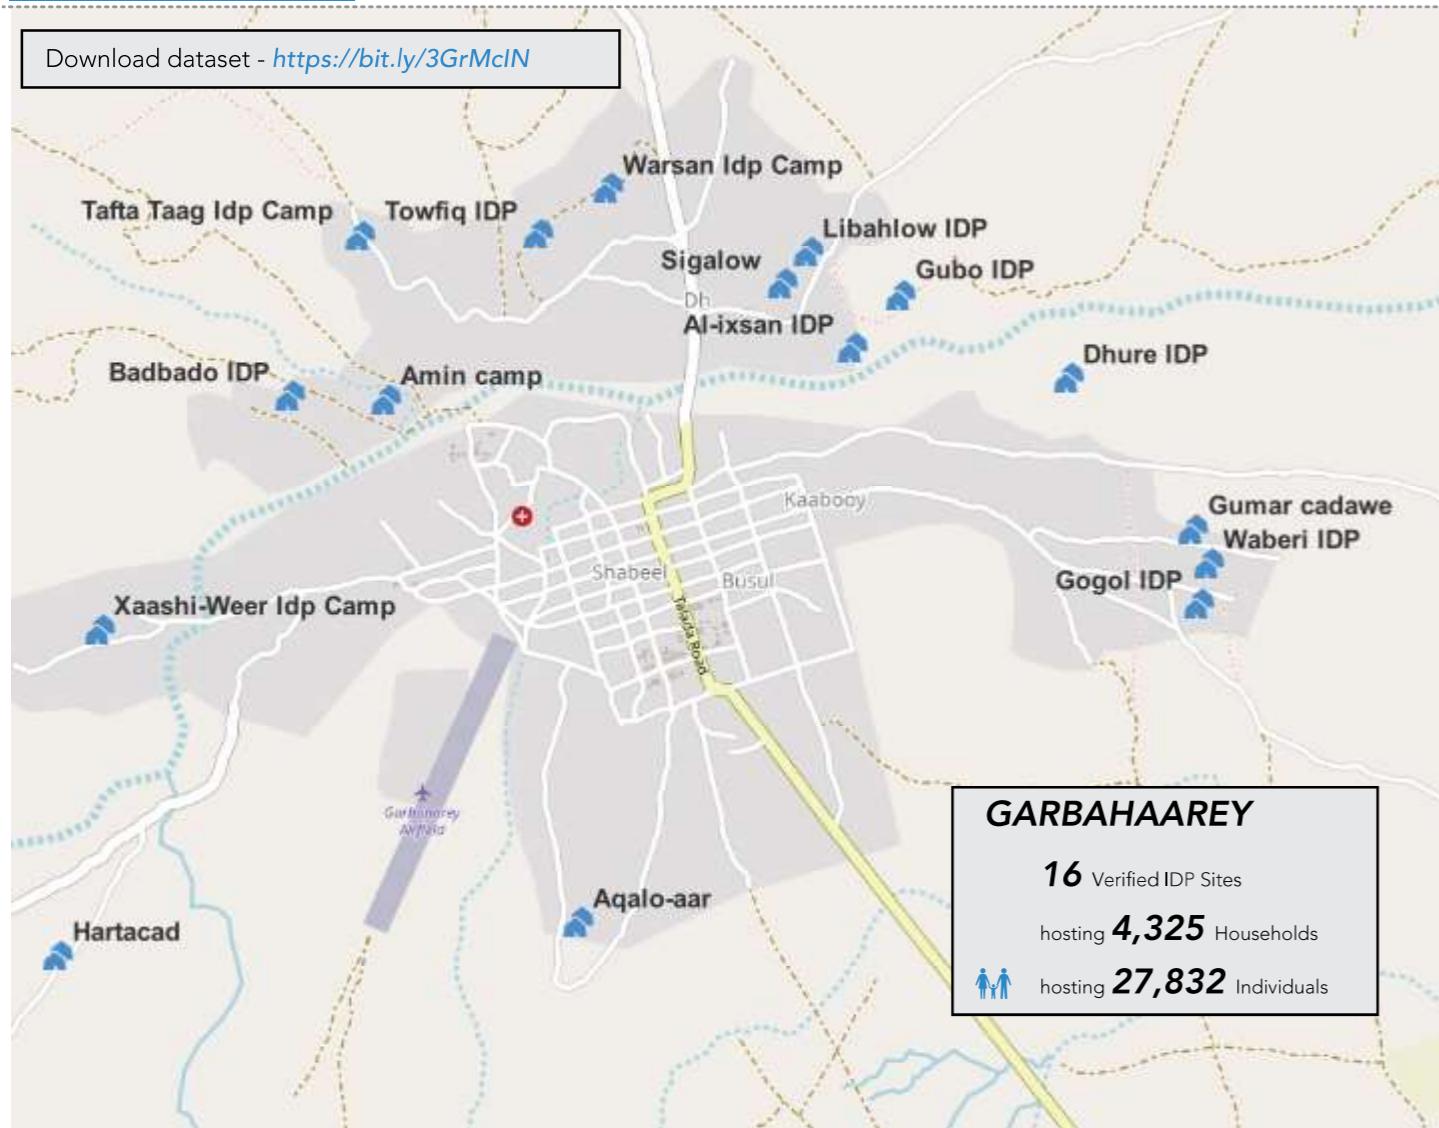 Download dataset - https://bit.ly/3GrMcIN
Warsan Idp Camp
Tafta Taag Idp Camp
Towfiq IDP
Libahlow IDP
Sigalow
Gubo IDP
Dh
Al-ixsan IDP
Dhure IDP
Badbado IDP
Amin camp
Kaabooy
Gumar cadawe
Waberi IDP
Shabeel
Busul
Gogol IDP
Xaashi-Weer Idp Camp
Talada Road
Garbaharey
Airfield
GARBAHAAREY
16 Verified IDP Sites
Aqalo-aar
hosting 4,325 Households
Hartacad
hosting 27,832 Individuals